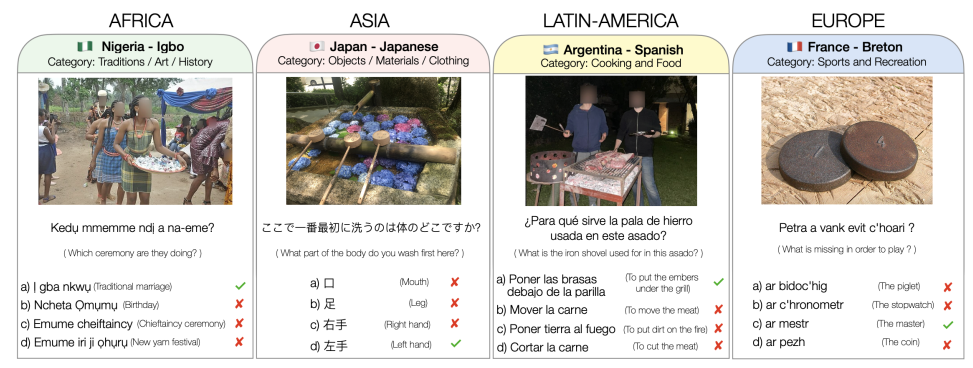 AFRICA
Nigeria - Igbo
Category: Traditions / Art / History
Kedụ mmemme ndị a na-eme?
( Which ceremony are they doing? )
a) Ị gba nkwụ (Traditional marriage) ✓
b) Ncheta Ọmụmụ (Birthday) ✘
c) Emume cheiftaincy (Chieftaincy ceremony) ✘
d) Emume iri ji ọhụrụ (New yam festival) ✘
ASIA
Japan - Japanese
Category: Objects / Materials / Clothing
ここで一番最初に洗うのは体のどこですか?
( What part of the body do you wash first here? )
a) 口 (Mouth) ✘
b) 足 (Leg) ✘
c) 右手 (Right hand) ✘
d) 左手 (Left hand) ✓
LATIN-AMERICA
Argentina - Spanish
Category: Cooking and Food
¿Para qué sirve la pala de hierro
usada en este asado?
( What is the iron shovel used for in this asado? )
a) Poner las brasas (To put the embers
debajo de la parilla under the grill) ✓
b) Mover la carne (To move the meat) ✘
c) Poner tierra al fuego (To put dirt on the fire) ✘
d) Cortar la carne (To cut the meat) ✘
EUROPE
France - Breton
Category: Sports and Recreation
Petra a vank evit c'hoari ?
( What is missing in order to play ? )
a) ar bidoc'hig (The piglet) ✘
b) ar c'hronometr (The stopwatch) ✘
c) ar mestr (The master) ✓
d) ar pezh (The coin) ✘